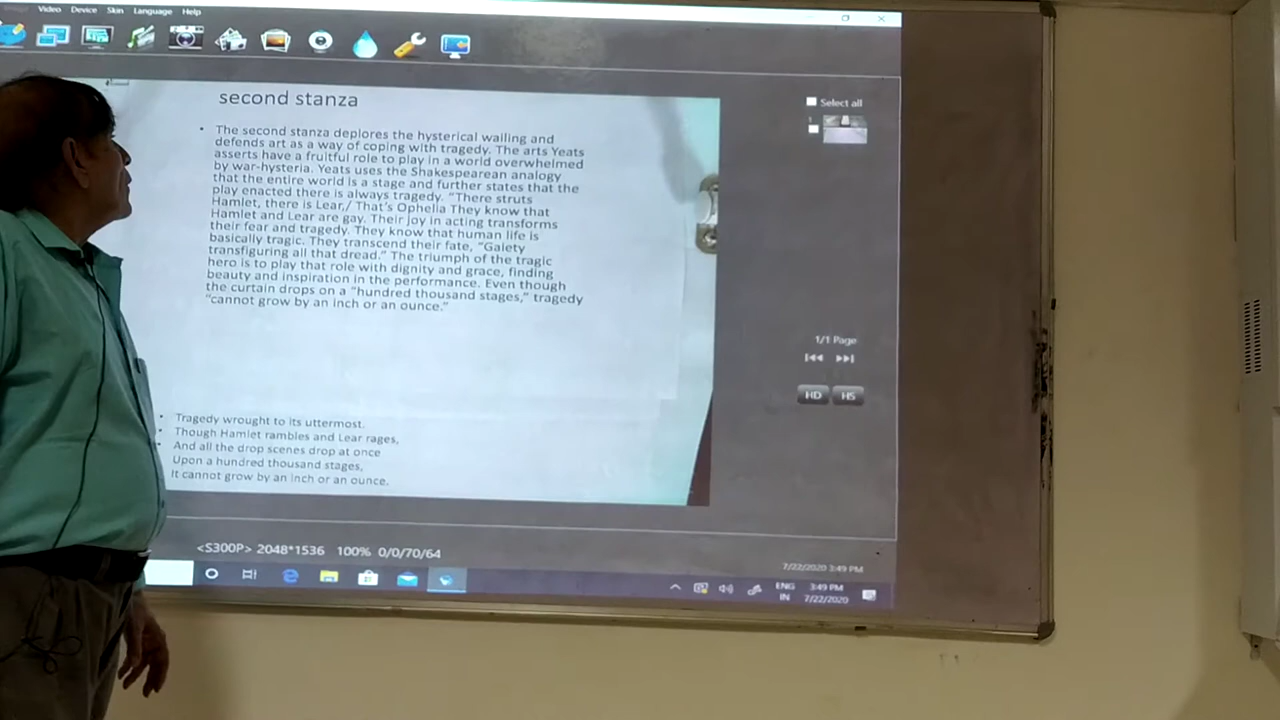 Video Device Skin Language Help
second stanza
Select all
• The second stanza deplores the hysterical wailing and
defends art as a way of coping with tragedy. The arts Yeats
asserts have a fruitful role to play in a world overwhelmed
by war-hysteria. Yeats uses the Shakespearean analogy
that the entire world is a stage and further states that the
play enacted there is always tragedy. "There struts
Hamlet, there is Lear,/ That's Ophelia They know that
Hamlet and Lear are gay. Their joy in acting transforms
their fear and tragedy. They know that human life is
basically tragic. They transcend their fate, "Gaiety
transfiguring all that dread." The triumph of the tragic
hero is to play that role with dignity and grace, finding
beauty and inspiration in the performance. Even though
the curtain drops on a "hundred thousand stages," tragedy
"cannot grow by an inch or an ounce."
1/1 Page
HD HS
• Tragedy wrought to its uttermost.
• Though Hamlet rambles and Lear rages,
• And all the drop scenes drop at once
Upon a hundred thousand stages,
It cannot grow by an inch or an ounce.
<S300P> 2048*1536 100% 0/0/70/64
7/22/2020 3:49 PM
ENG 3:49 PM
IN 7/22/2020